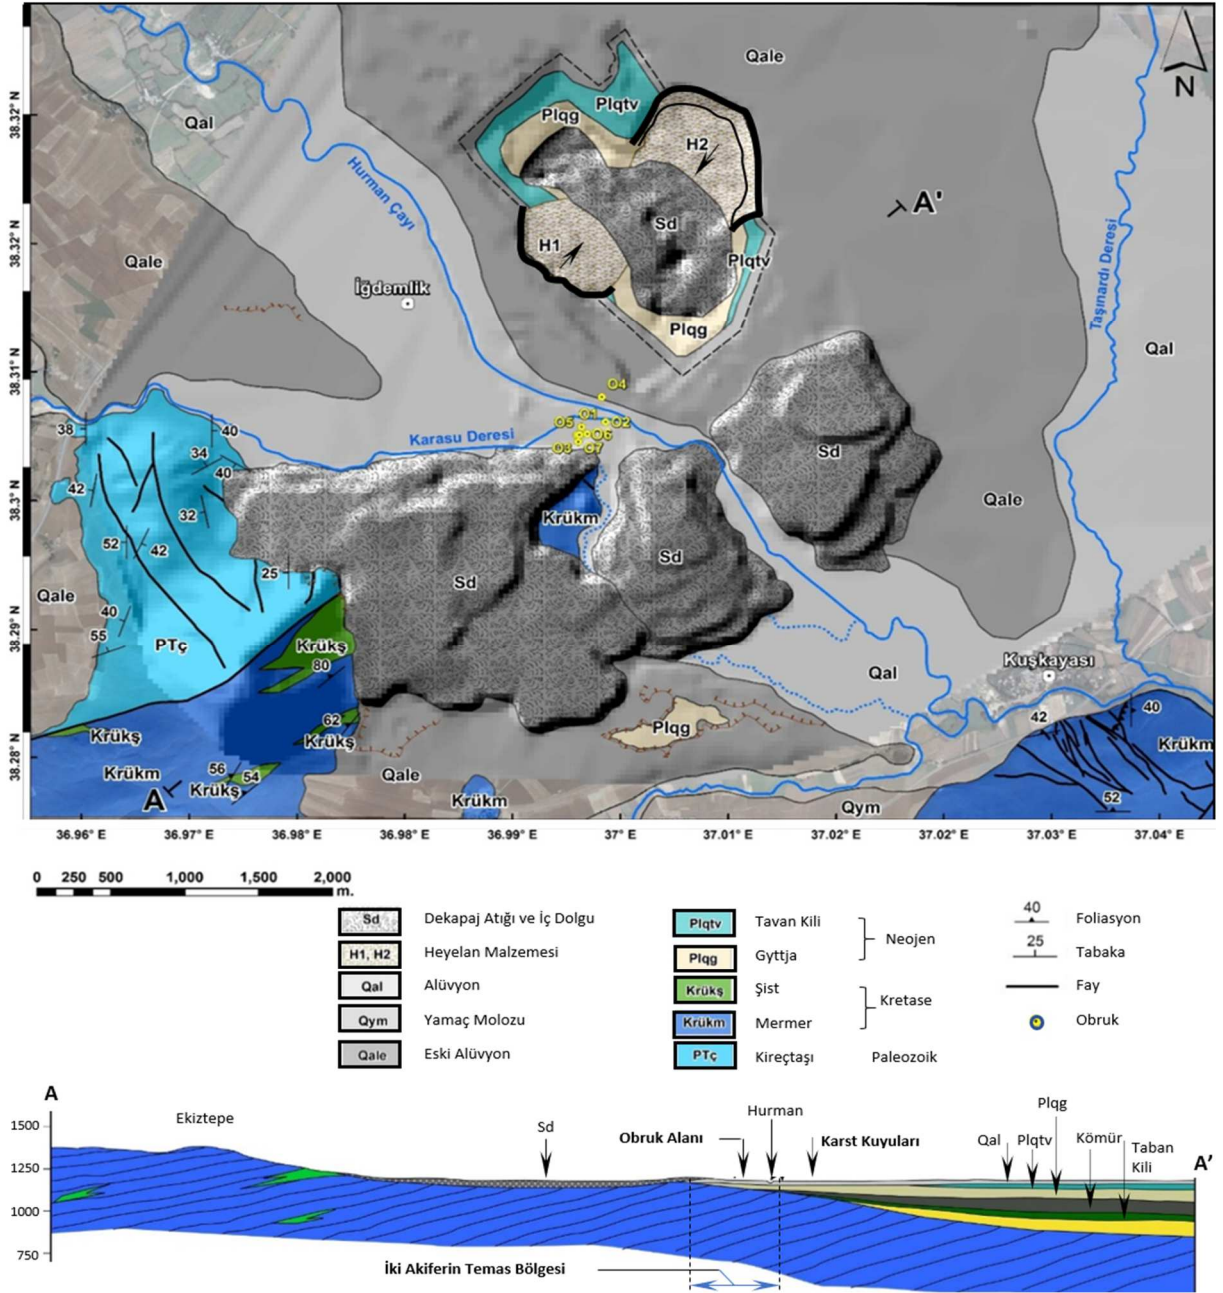 Qale
N
Plqtv
Plqg
38.32° N
Qal
H2
Hurman Çayı
A'
Sd
H1
Plqtv
Taşınardı Deresi
38.32° N
Qale
İğdemlik
Plqg
Qal
38.31° N
O4
O1
O5
O2
O6
O3
O7
38
40
Karasu Deresi
34
40
Sd
42
38.3° N
32
Krükm
Qale
52
42
Sd
25
Sd
Qale
40
55
PTç
38.29° N
Krükş
80
Kuşkayası
Qal
62
Plqg
42
40
Krükş
Krükş
Krükm
38.28° N
Krükm
56
54
Qale
A
Krükş
Krükm
Qym
52
36.96° E
36.97° E
36.98° E
36.98° E
36.99° E
37° E
37.01° E
37.02° E
37.02° E
37.03° E
37.04° E
0 250 500 1,000 1,500 2,000
m.
Sd Dekapaj Atığı ve İç Dolgu
H1, H2 Heyelan Malzemesi
Qal Alüvyon
Qym Yamaç Molozu
Qale Eski Alüvyon
Plqtv Tavan Kili
Plqg Gyttja
Neojen
Krükş Şist
Krükm Mermer
Kretase
PTç Kireçtaşı Paleozoik
40 Foliasyon
25 Tabaka
Fay
Obruk
A
Ekiztepe
Sd
Obruk Alanı
Hurman
Karst Kuyuları
Qal
Plqtv
Plqg
Kömür
Taban
Kili
A’
1500
1250
1000
750
İki Akiferin Temas Bölgesi